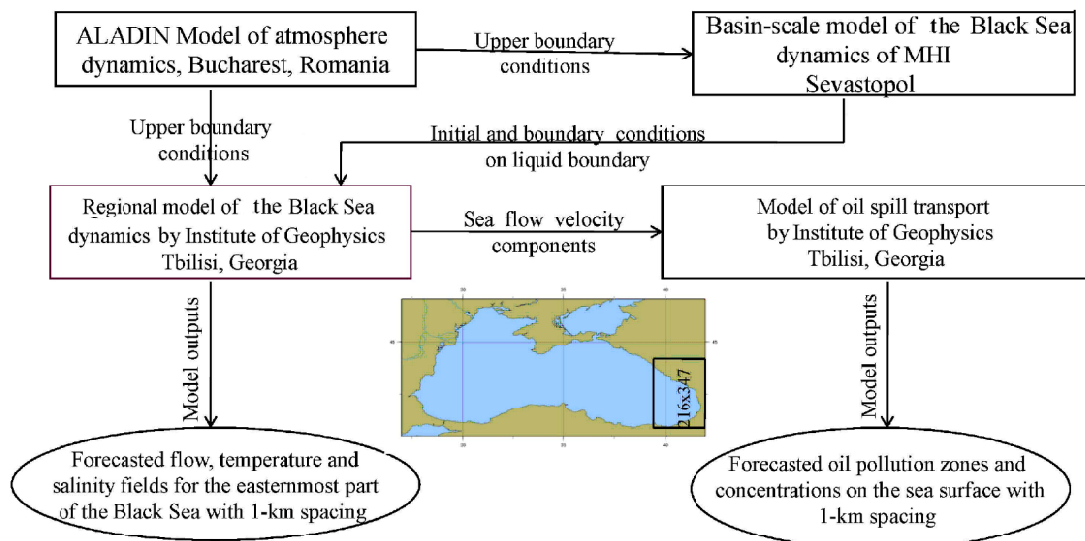 ALADIN Model of atmosphere
dynamics, Bucharest, Romania
Upper boundary
conditions
Basin-scale model of the Black Sea
dynamics of MHI
Sevastopol
Upper boundary
conditions
Initial and boundary conditions
on liquid boundary
Regional model of the Black Sea
dynamics by Institute of Geophysics
Tbilisi, Georgia
Sea flow velocity
components
Model of oil spill transport
by Institute of Geophysics
Tbilisi, Georgia
Model outputs
216x347
Model outputs
Forecasted flow, temperature and
salinity fields for the easternmost part
of the Black Sea with 1-km spacing
Forecasted oil pollution zones and
concentrations on the sea surface with
1-km spacing